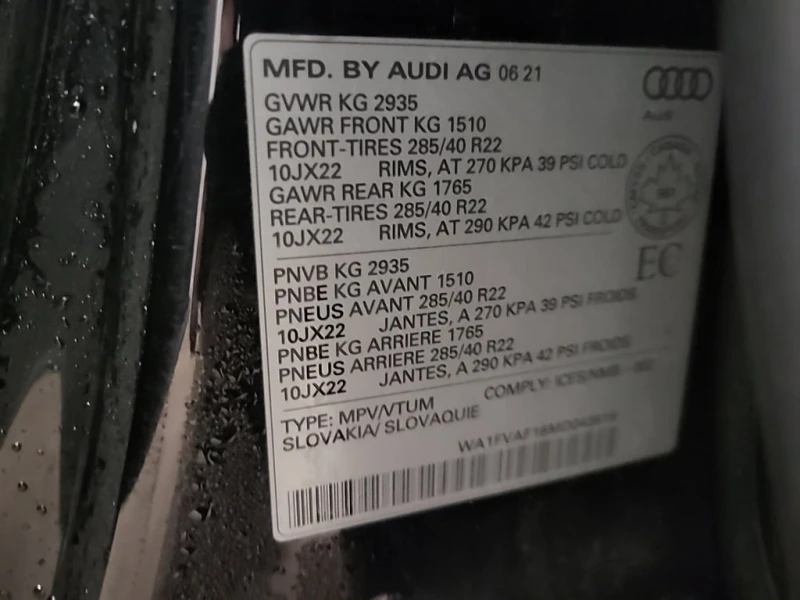 MFD. BY AUDI AG 06 21
GVWR KG 2935
GAWR FRONT KG 1510
FRONT-TIRES 285/40 R22
10JX22 RIMS, AT 270 KPA 39 PSI COLD
GAWR REAR KG 1765
REAR-TIRES 285/40 R22
10JX22 RIMS, AT 290 KPA 42 PSI COLD
Audi
EC
PNVB KG 2935
PNBE KG AVANT 1510
PNEUS AVANT 285/40 R22
10JX22 JANTES, A 270 KPA 39 PSI FROIDS
PNBE KG ARRIERE 1765
PNEUS ARRIERE 285/40 R22
10JX22 JANTES, A 290 KPA 42 PSI FROIDS
TYPE: MPV/VTUM COMPLY:
SLOVAKIA/ SLOVAQUIE